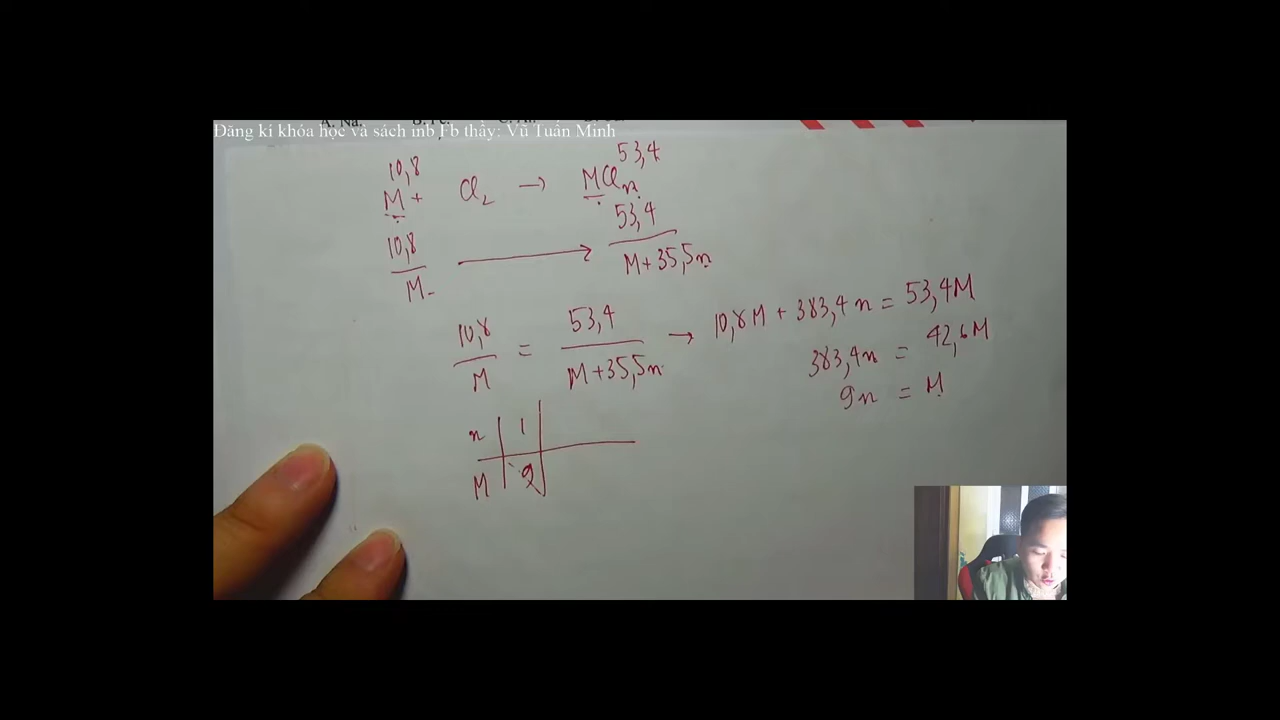 A. Na.
Đăng kí khóa học và sách inb Fb thầy: Vũ Tuấn Minh
10,8 53,4
M + Cl₂ → MClₙ
10,8/M → 53,4/(M+35,5n)
10,8/M = 53,4/(M+35,5n) → 10,8M + 383,4n = 53,4M
383,4n = 42,6M
9n = M
n | 1 |
M | 9 |